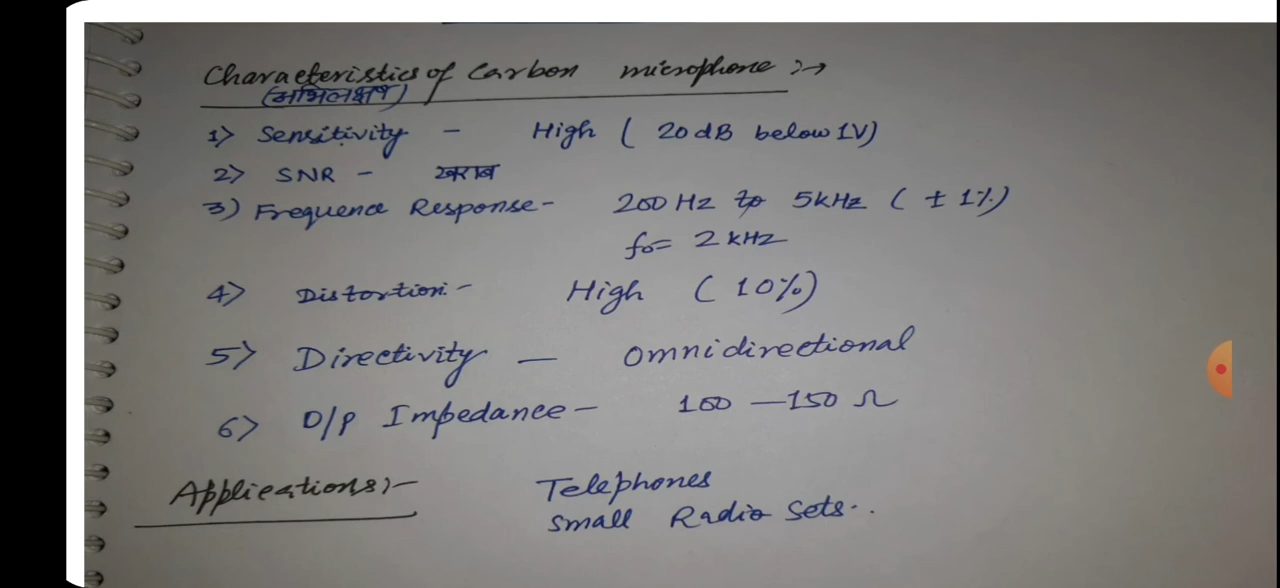 Characteristics of Carbon microphone :→
(अभिलक्षण)
1> Sensitivity - High ( 20 dB below 1V)
2> SNR - खराब
3) Frequence Response - 200 Hz to 5kHz ( ± 1%)
fo= 2 kHz
4> Distortion - High ( 10%)
5> Directivity - Omnidirectional
6> O/P Impedance - 100 - 150 Ω
Applications:- Telephones
Small Radio Sets..